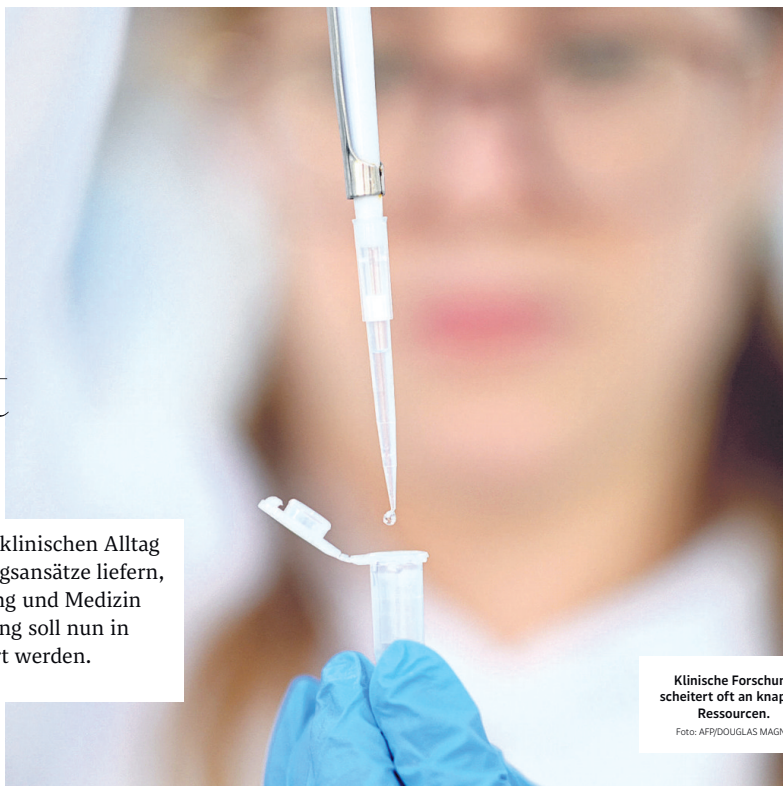 klinischen Alltag
gsansätze liefern,
ng und Medizin
ng soll nun in
rt werden.
Klinische Forschun
scheitert oft an knap
Ressourcen.
Foto: AFP/DOUGLAS MAGN